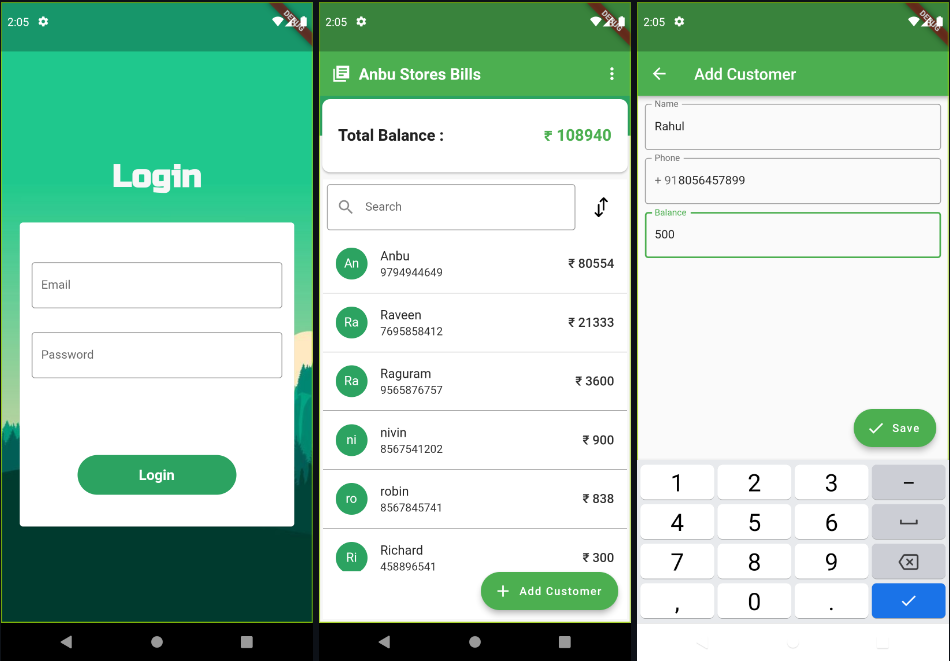 2:05
DEBUG
Login
Email
Password
Login
2:05
DEBUG
Anbu Stores Bills
Total Balance :
₹ 108940
Search
An
Anbu
9794944649
₹ 80554
Ra
Raveen
7695858412
₹ 21333
Ra
Raguram
9565876757
₹ 3600
ni
nivin
8567541202
₹ 900
ro
robin
8567845741
₹ 838
Ri
Richard
458896541
₹ 300
+ Add Customer
2:05
DEBUG
Add Customer
Name
Rahul
Phone
+ 918056457899
Balance
500
Save
1 2 3 –
4 5 6
7 8 9
, 0 .